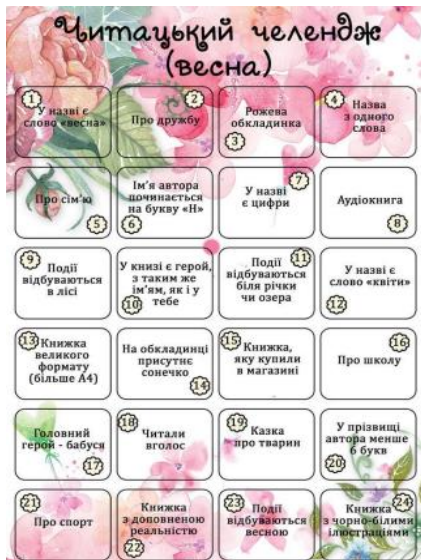 Читацький челендж
(весна)
1
У назві є
слово «весна»
2
Про дружбу
Рожева
обкладинка
3
4
Назва
з одного
слова
Про сім’ю
5
Ім’я автора
починається
на букву «Н»
6
7
У назві
є цифри
Аудіокнига
8
9
Події
відбуваються
в лісі
У книзі є герой,
з таким же
ім’ям, як і у
тебе
10
11
Події
відбуваються
біля річки
чи озера
У назві є
слово «квіти»
12
13
Книжка
великого
формату
(більше А4)
На обкладинці
присутнє
сонечко
14
15
Книжка,
яку купили
в магазині
16
Про школу
Головний
герой - бабуся
17
18
Читали
вголос
19
Казка
про тварин
У прізвищі
автора менше
6 букв
20
21
Про спорт
Книжка
з доповненою
реальністю
22
23
Події
відбуваються
весною
24
Книжка
з чорно-білими
ілюстраціями